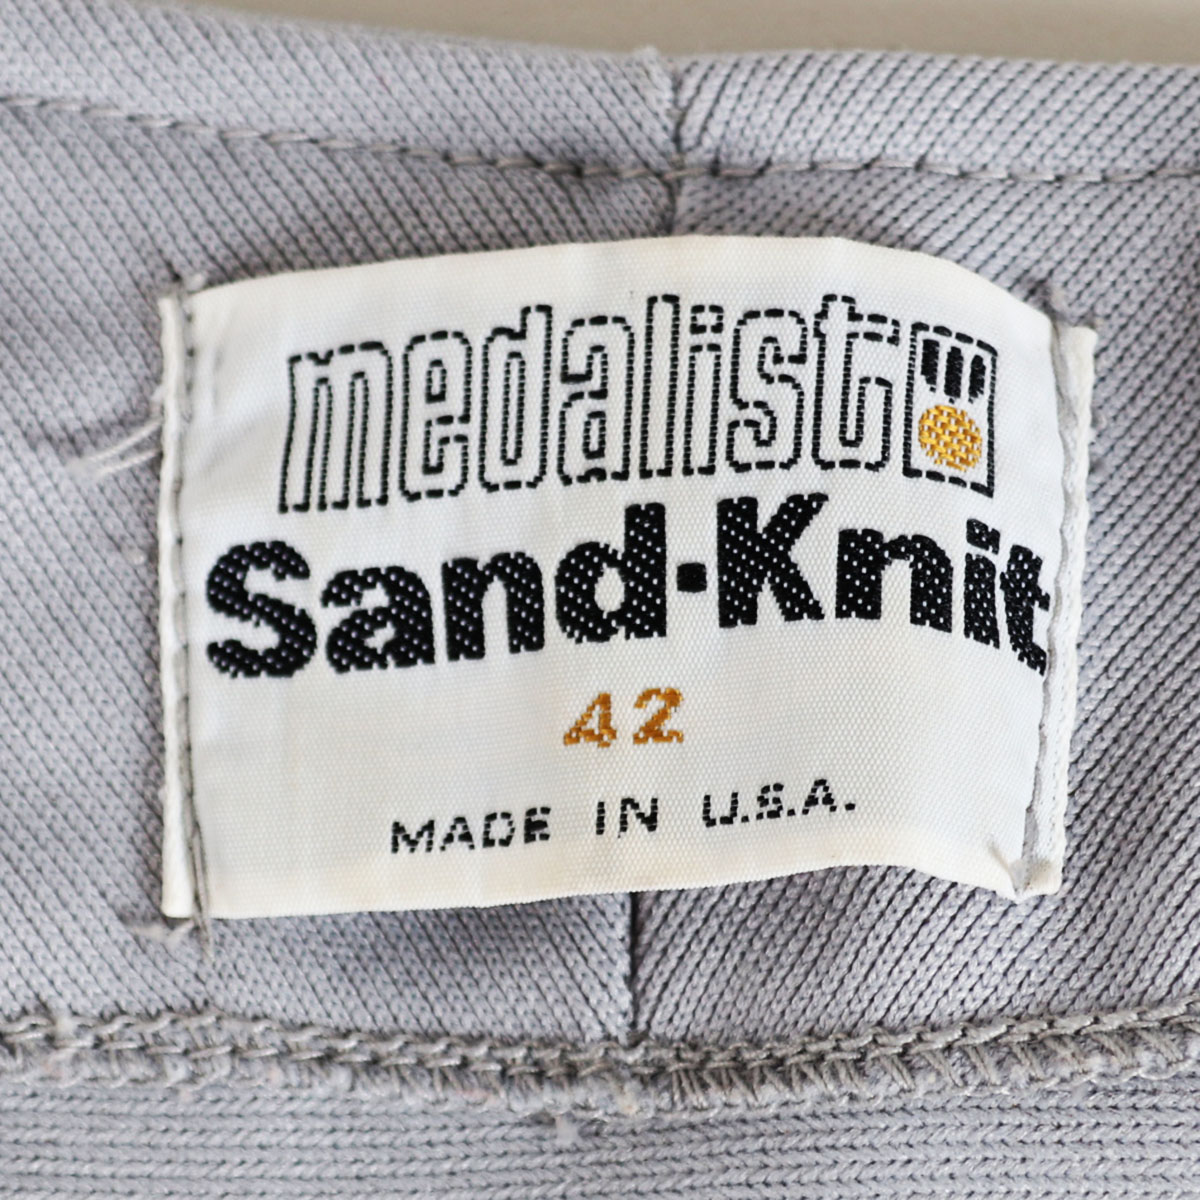 medalist
Sand·Knit
42
MADE IN U.S.A.